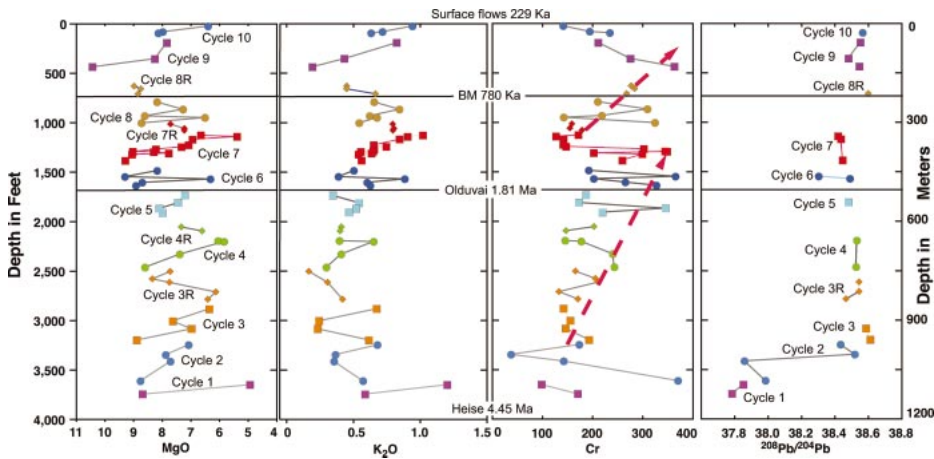 Surface flows 229 Ka
0
500
1,000
1,500
2,000
2,500
3,000
3,500
4,000
Depth in Feet
Cycle 10
Cycle 9
Cycle 8R
Cycle 8
Cycle 7R
Cycle 7
Cycle 6
Cycle 5
Cycle 4R
Cycle 4
Cycle 3R
Cycle 3
Cycle 2
Cycle 1
11 10 9 8 7 6 5 4
MgO
BM 780 Ka
Olduvai 1.81 Ma
Heise 4.45 Ma
0 0.5 1.0 1.5
K2O
0 100 200 300 400
Cr
Cycle 10
Cycle 9
Cycle 8R
Cycle 7
Cycle 6
Cycle 5
Cycle 4
Cycle 3R
Cycle 3
Cycle 2
Cycle 1
37.8 38.0 38.2 38.4 38.6 38.8
208Pb/204Pb
0
300
600
900
1200
Meters
Depth in